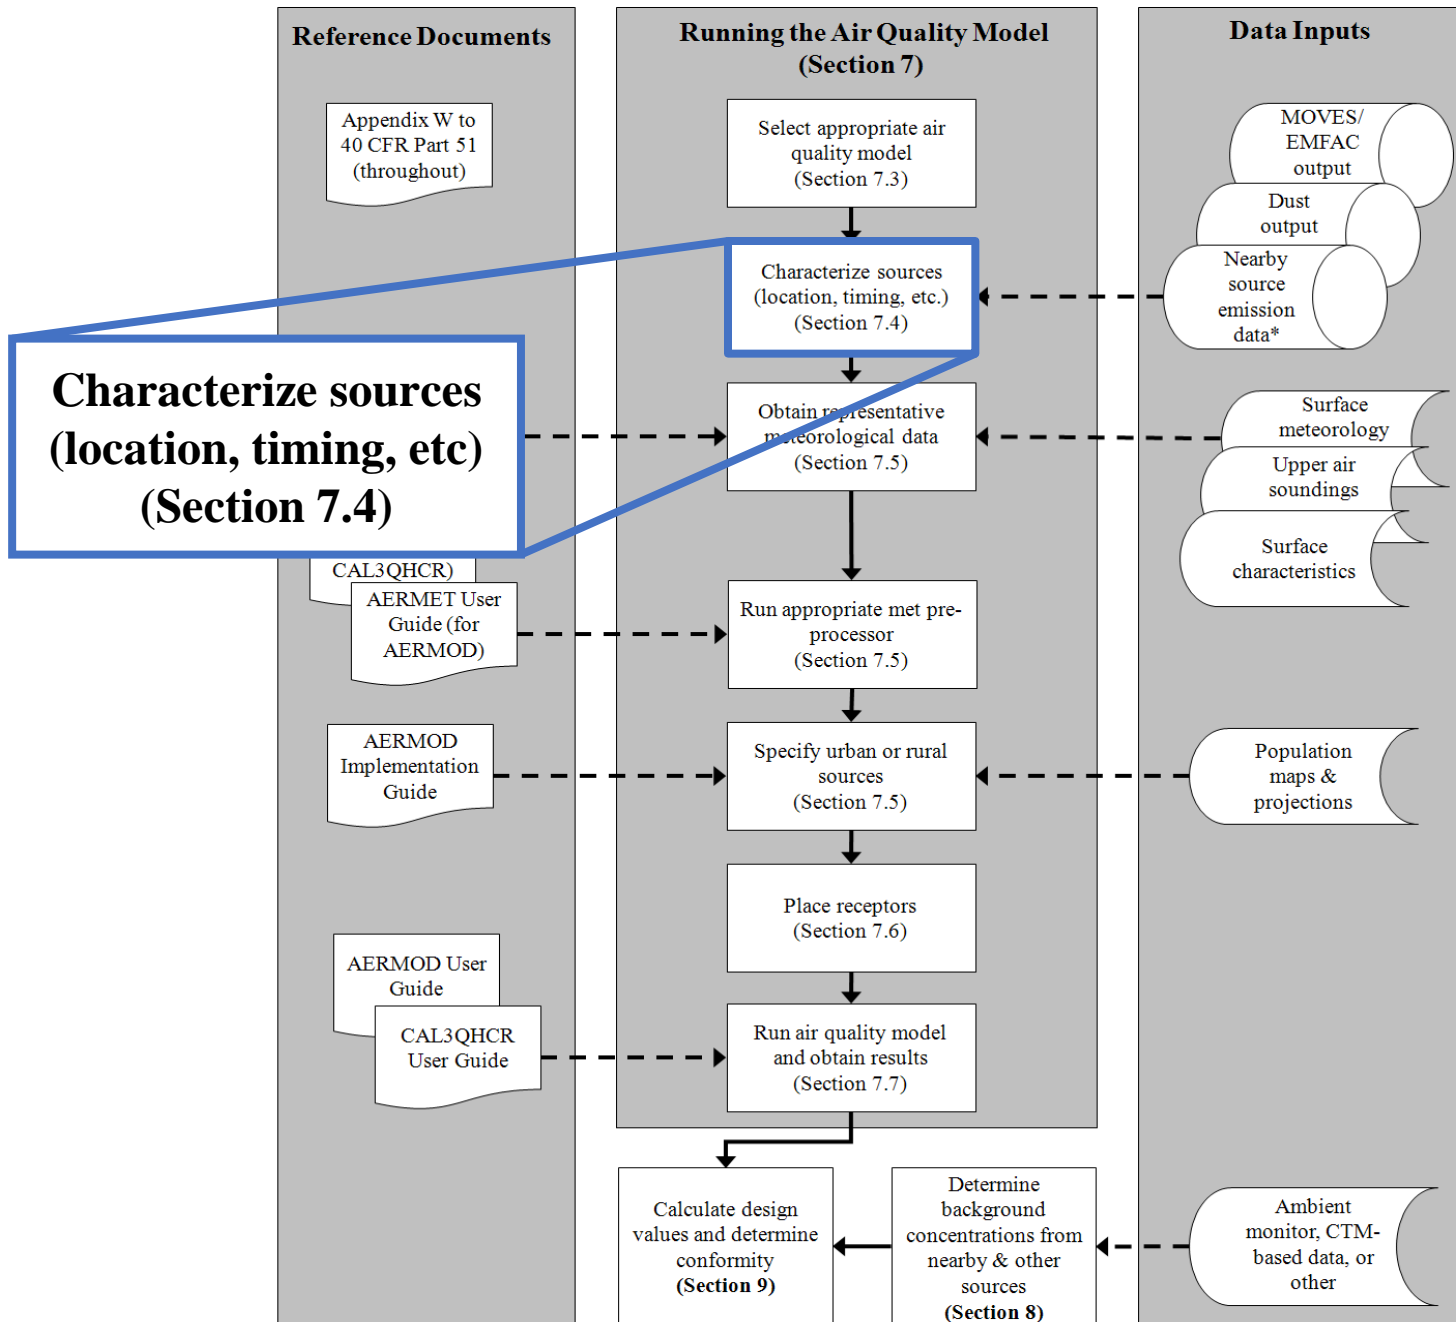 Reference Documents
Appendix W to
40 CFR Part 51
(throughout)
Characterize sources
(location, timing, etc)
(Section 7.4)
CAL3QHCR)
AERMET User
Guide (for
AERMOD)
AERMOD
Implementation
Guide
AERMOD User
Guide
CAL3QHCR
User Guide
Running the Air Quality Model
(Section 7)
Select appropriate air
quality model
(Section 7.3)
Characterize sources
(location, timing, etc.)
(Section 7.4)
Obtain representative
meteorological data
(Section 7.5)
Run appropriate met pre-
processor
(Section 7.5)
Specify urban or rural
sources
(Section 7.5)
Place receptors
(Section 7.6)
Run air quality model
and obtain results
(Section 7.7)
Calculate design
values and determine
conformity
(Section 9)
Determine
background
concentrations from
nearby & other
sources
(Section 8)
Data Inputs
MOVES/
EMFAC
output
Dust
output
Nearby
source
emission
data*
Surface
meteorology
Upper air
soundings
Surface
characteristics
Population
maps &
projections
Ambient
monitor, CTM-
based data, or
other